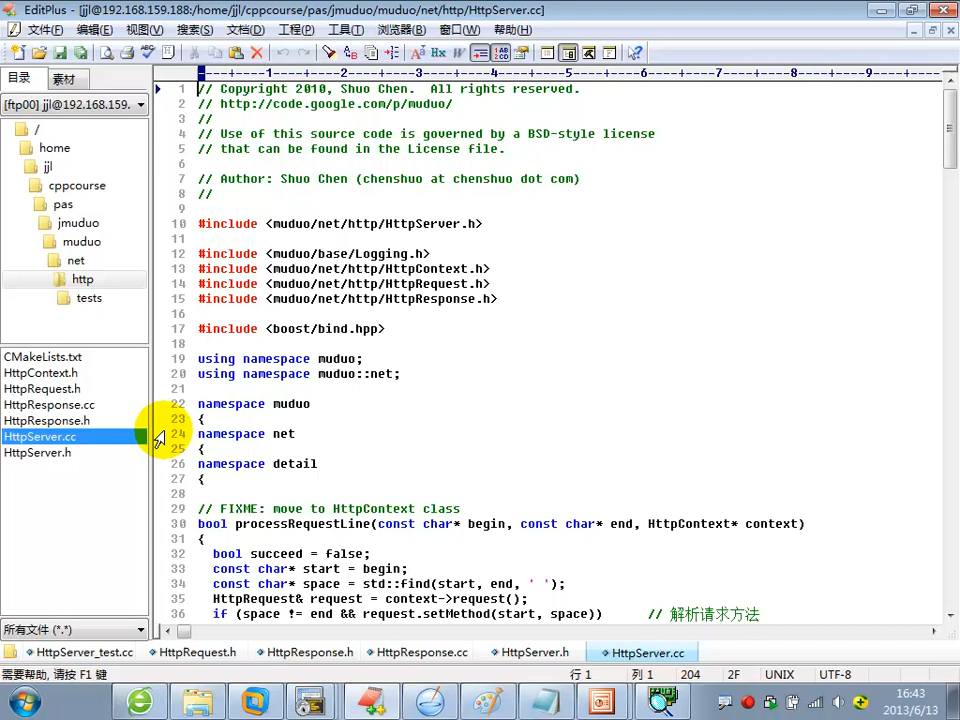 EditPlus - [jjl@192.168.159.188:/home/jjl/cppcourse/pas/jmuduo/muduo/net/http/HttpServer.cc]
文件(F) 编辑(E) 视图(V) 搜索(S) 文档(D) 工程(P) 工具(T) 浏览器(B) 窗口(W) 帮助(H)
目录 素材
[ftp00] jjl@192.168.159.
/
home
jjl
cppcourse
pas
jmuduo
muduo
net
http
tests
CMakeLists.txt
HttpContext.h
HttpRequest.h
HttpResponse.cc
HttpResponse.h
HttpServer.cc
HttpServer.h
所有文件 (*.*)
----+----1----+----2----+----3----+----4----+----5----+----6----+----7----+----8----+----9----+--
1 // Copyright 2010, Shuo Chen.  All rights reserved.
2 // http://code.google.com/p/muduo/
3 //
4 // Use of this source code is governed by a BSD-style license
5 // that can be found in the License file.
6
7 // Author: Shuo Chen (chenshuo at chenshuo dot com)
8 //
9
10 #include <muduo/net/http/HttpServer.h>
11
12 #include <muduo/base/Logging.h>
13 #include <muduo/net/http/HttpContext.h>
14 #include <muduo/net/http/HttpRequest.h>
15 #include <muduo/net/http/HttpResponse.h>
16
17 #include <boost/bind.hpp>
18
19 using namespace muduo;
20 using namespace muduo::net;
21
22 namespace muduo
23 {
24 namespace net
25 {
26 namespace detail
27 {
28
29 // FIXME: move to HttpContext class
30 bool processRequestLine(const char* begin, const char* end, HttpContext* context)
31 {
32   bool succeed = false;
33   const char* start = begin;
34   const char* space = std::find(start, end, ' ');
35   HttpRequest& request = context->request();
36   if (space != end && request.setMethod(start, space))      // 解析请求方法
HttpServer_test.cc HttpRequest.h HttpResponse.h HttpResponse.cc HttpServer.h HttpServer.cc
需要帮助, 请按 F1 键 行 1 列 1 204 2F UNIX UTF-8
16:43
2013/6/13